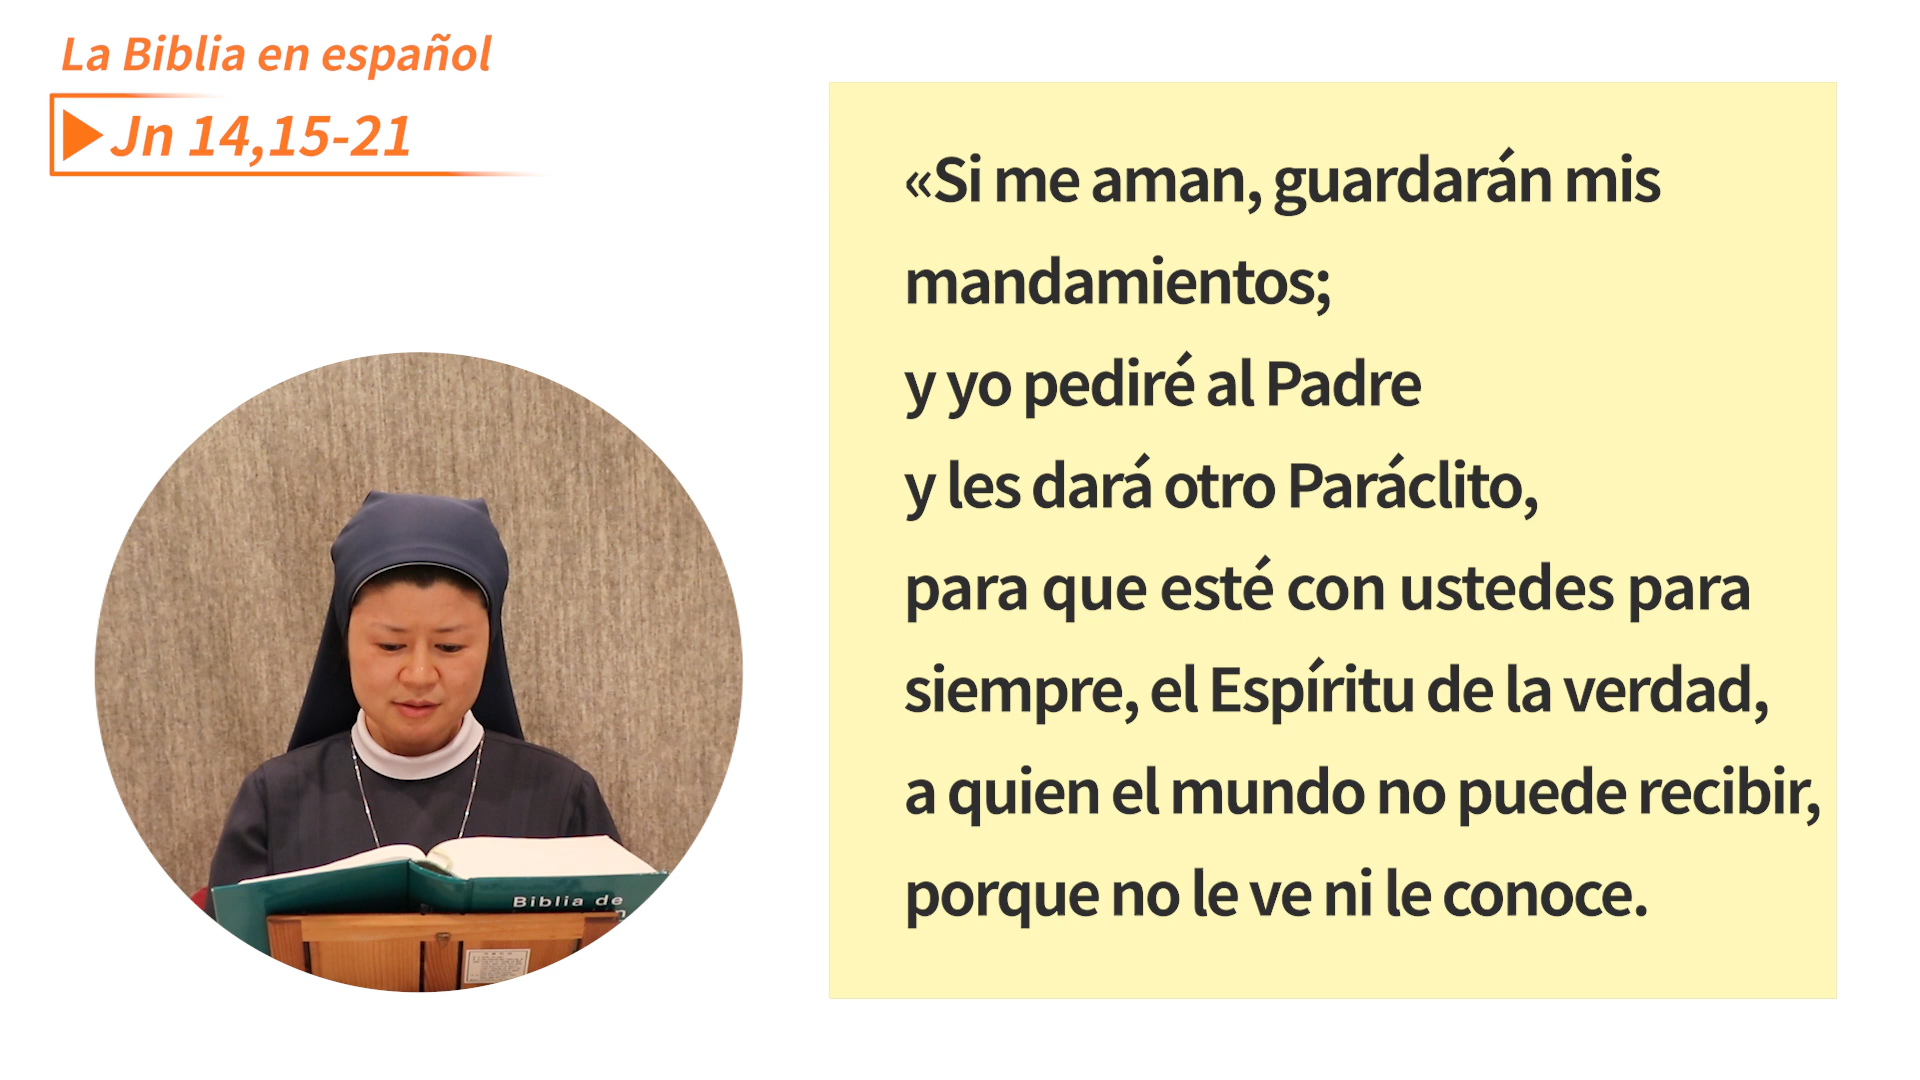 La Biblia en español
Jn 14,15-21
«Si me aman, guardarán mis
mandamientos;
y yo pediré al Padre
y les dará otro Paráclito,
para que esté con ustedes para
siempre, el Espíritu de la verdad,
a quien el mundo no puede recibir,
porque no le ve ni le conoce.
Biblia de